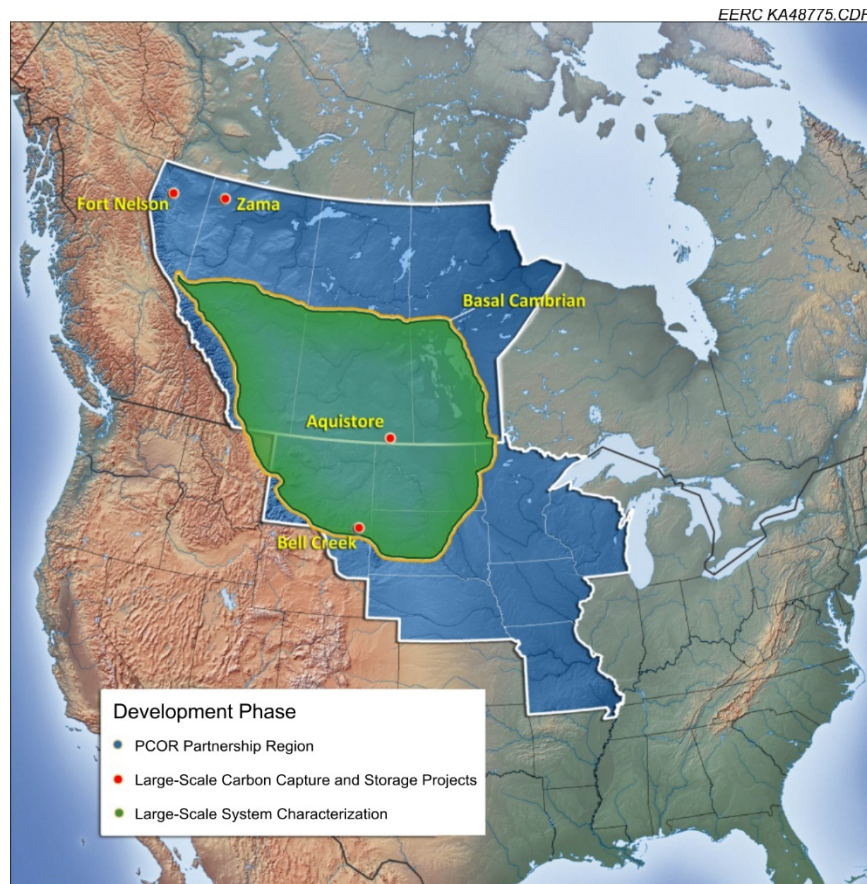 EERC KA48775.CDR
Fort Nelson
Zama
Basal Cambrian
Aquistore
Bell Creek
Development Phase
PCOR Partnership Region
Large-Scale Carbon Capture and Storage Projects
Large-Scale System Characterization